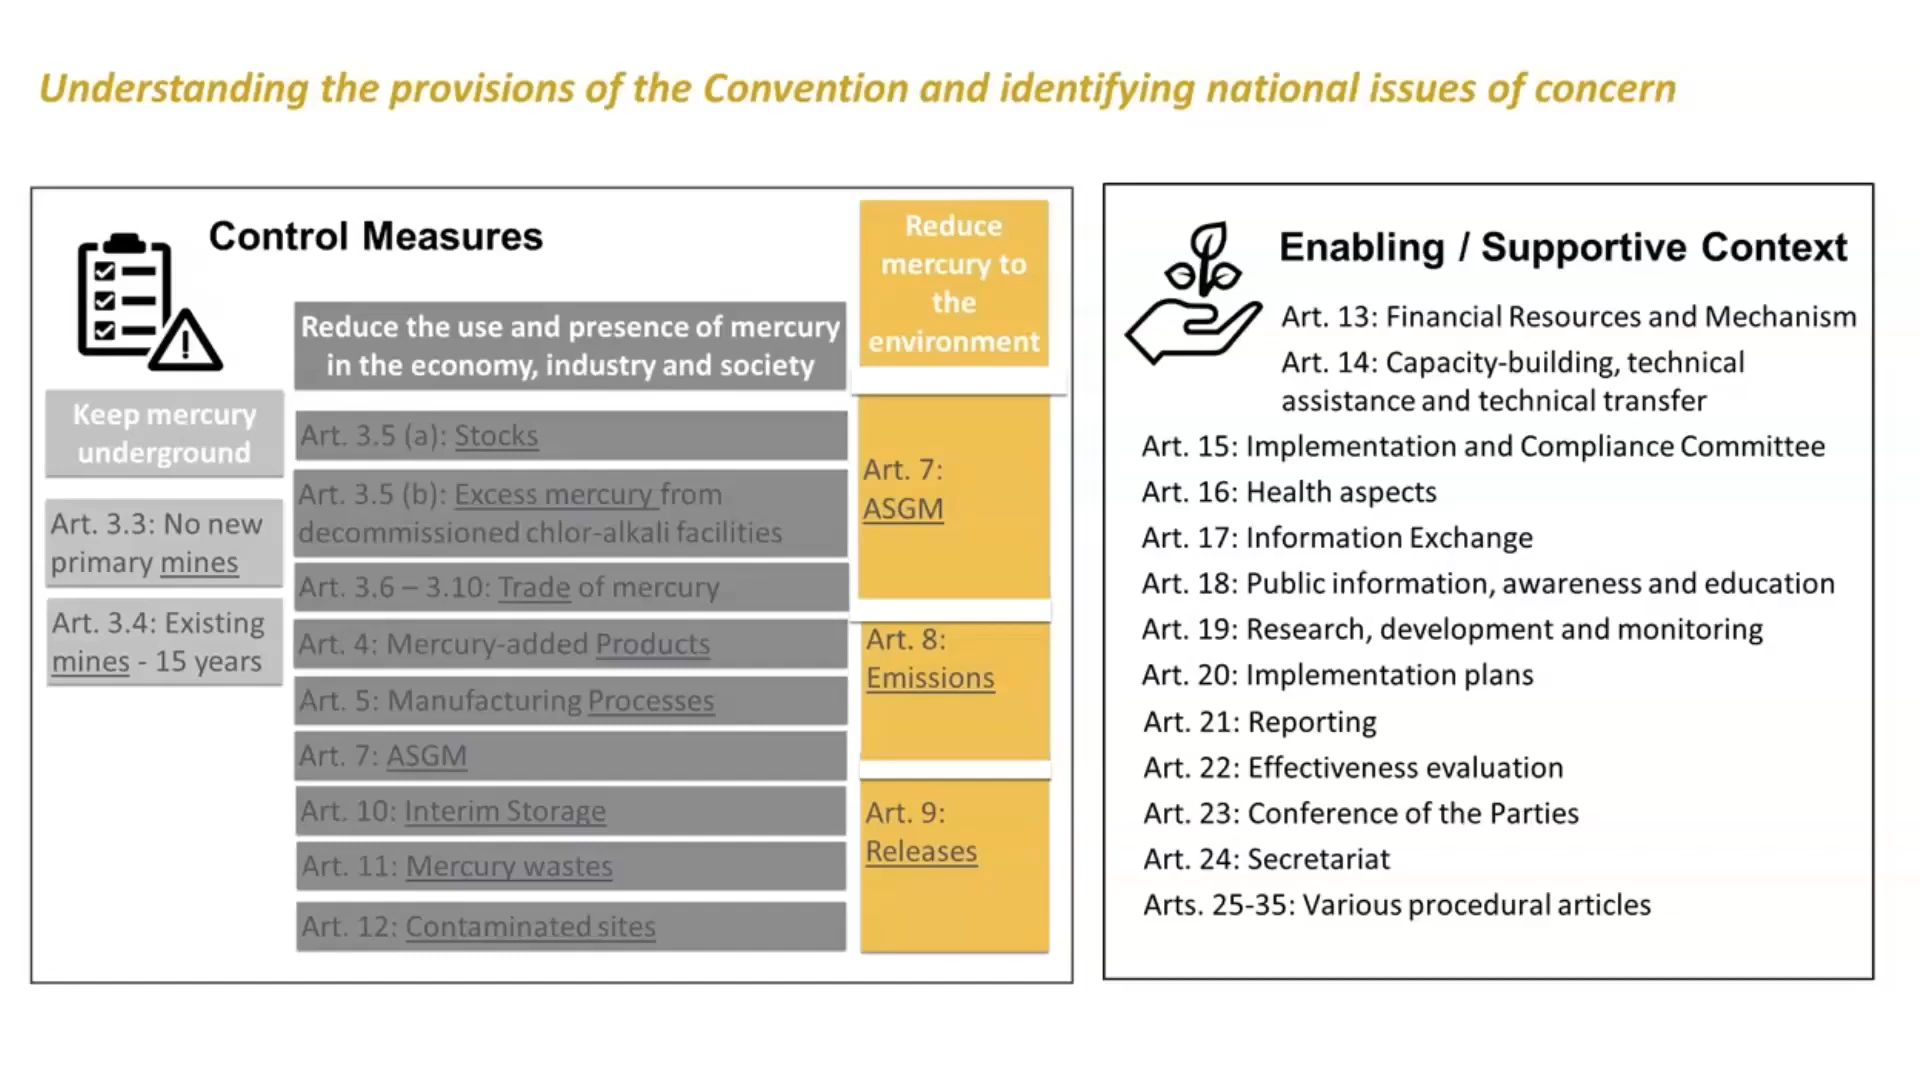 Understanding the provisions of the Convention and identifying national issues of concern
Control Measures
Keep mercury
underground
Art. 3.3: No new
primary mines
Art. 3.4: Existing
mines - 15 years
Reduce the use and presence of mercury
in the economy, industry and society
Art. 3.5 (a): Stocks
Art. 3.5 (b): Excess mercury from
decommissioned chlor-alkali facilities
Art. 3.6 – 3.10: Trade of mercury
Art. 4: Mercury-added Products
Art. 5: Manufacturing Processes
Art. 7: ASGM
Art. 10: Interim Storage
Art. 11: Mercury wastes
Art. 12: Contaminated sites
Reduce
mercury to
the
environment
Art. 7:
ASGM
Art. 8:
Emissions
Art. 9:
Releases
Enabling / Supportive Context
Art. 13: Financial Resources and Mechanism
Art. 14: Capacity-building, technical
assistance and technical transfer
Art. 15: Implementation and Compliance Committee
Art. 16: Health aspects
Art. 17: Information Exchange
Art. 18: Public information, awareness and education
Art. 19: Research, development and monitoring
Art. 20: Implementation plans
Art. 21: Reporting
Art. 22: Effectiveness evaluation
Art. 23: Conference of the Parties
Art. 24: Secretariat
Arts. 25-35: Various procedural articles